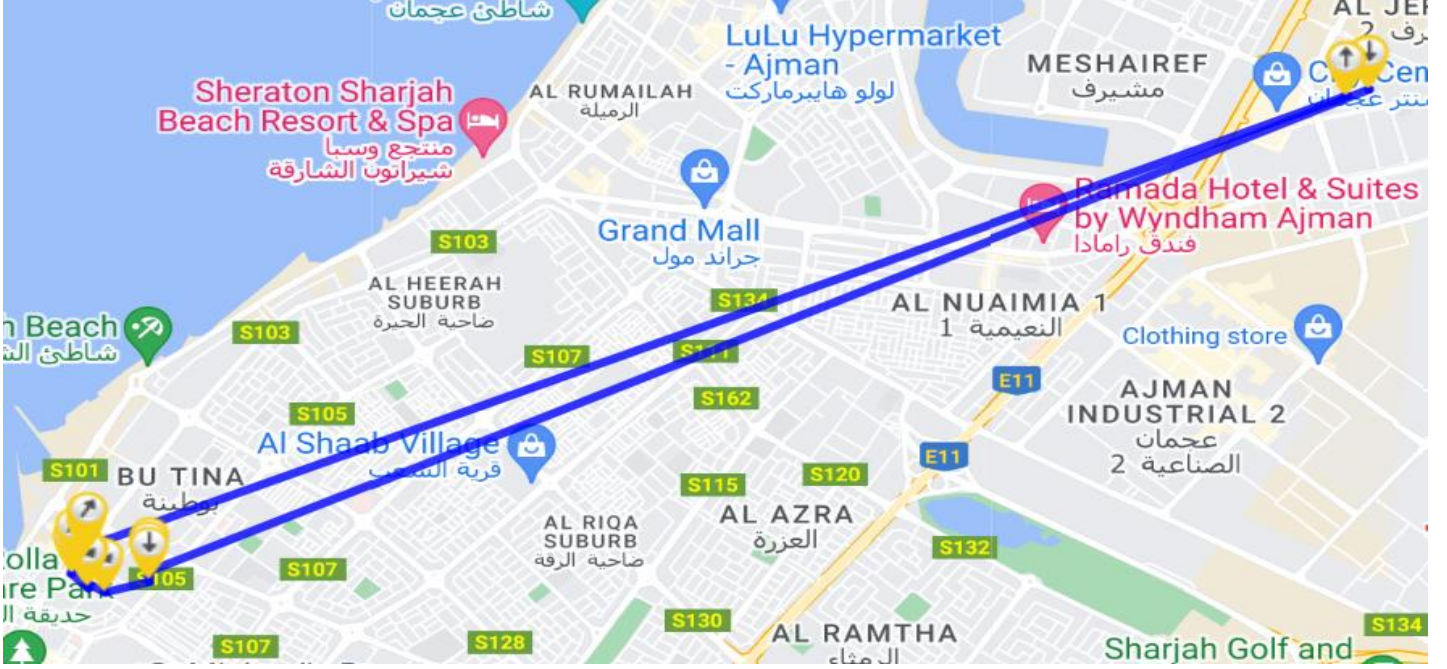 شاطئ عجمان
LuLu Hypermarket
- Ajman
لولو هايبرماركت
MESHAIREF
مشيرف
Sheraton Sharjah
Beach Resort & Spa
منتجع وسبا
شيراتون الشارقة
AL RUMAILAH
الرميلة
Ramada Hotel & Suites
by Wyndham Ajman
فندق رامادا
Grand Mall
جراند مول
S103
AL HEERAH
SUBURB
ضاحية الحيرة
S134
AL NUAIMIA 1
النعيمية 1
Beach
شاطئ
S103
Clothing store
S107
E11
S162
AJMAN
INDUSTRIAL 2
عجمان
الصناعية 2
S105
Al Shaab Village
قرية الشعب
E11
S101
BU TINA
بوطينة
S115
S120
AL RIQA
SUBURB
ضاحية الرقة
AL AZRA
العزرة
S132
S107
S105
حديقة
S107
S128
S130
AL RAMTHA
الرمثاء
S134
Sharjah Golf and